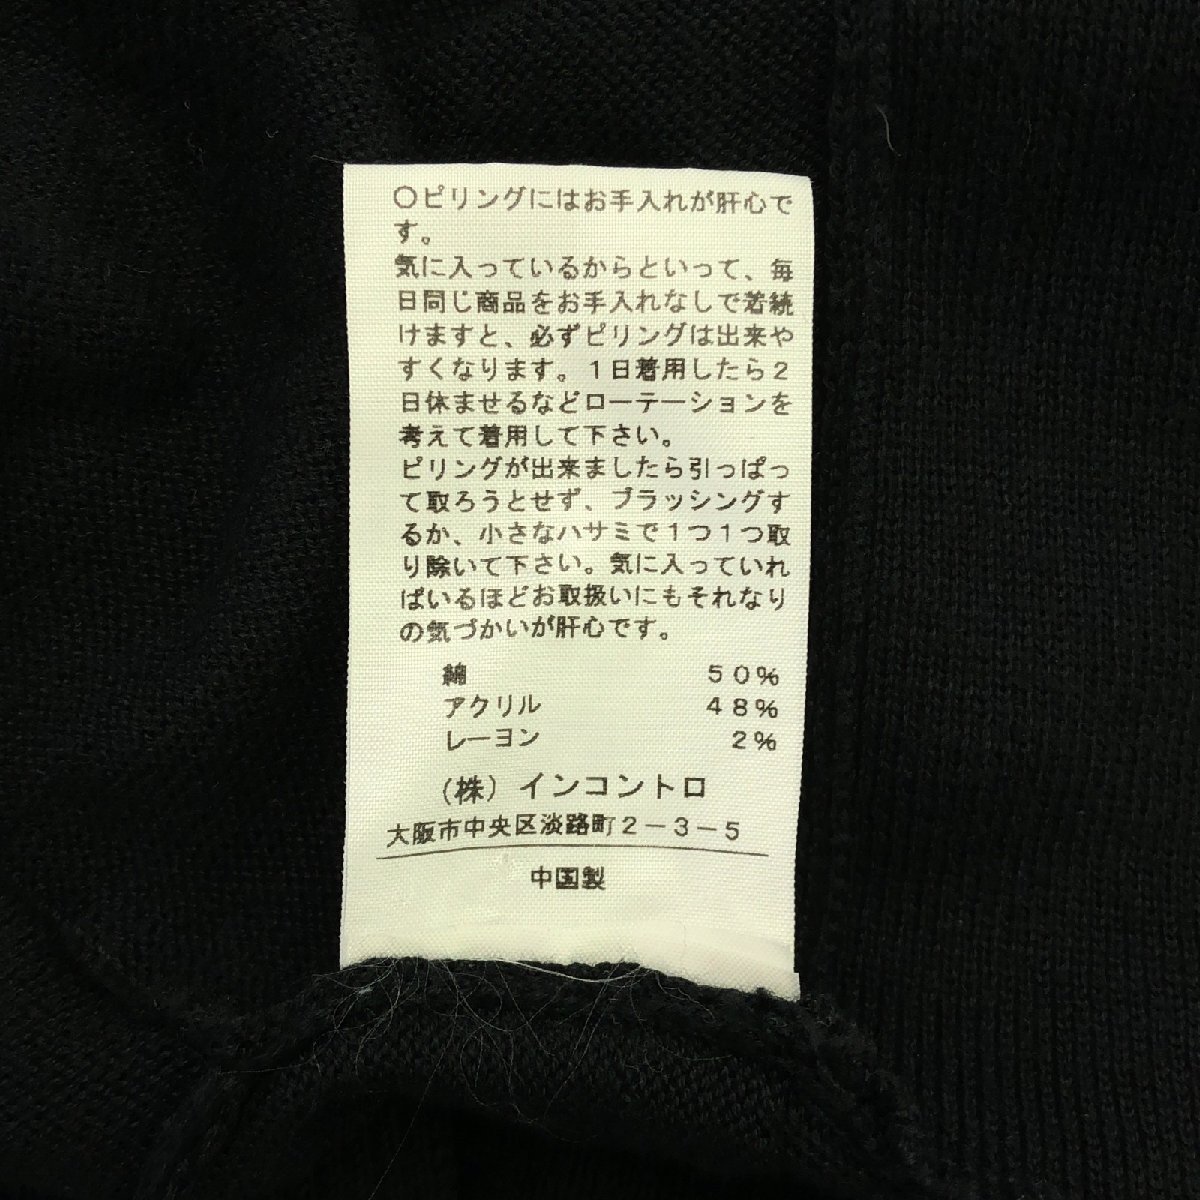 ○ピリングにはお手入れが肝心で
す。
気に入っているからといって、毎
日同じ商品をお手入れなしで着続
けますと、必ずピリングは出来や
すくなります。1日着用したら2
日休ませるなどローテーションを
考えて着用して下さい。
ピリングが出来ましたら引っぱっ
て取ろうとせず、ブラッシングす
るか、小さなハサミで1つ1つ取
り除いて下さい。気に入っていれ
ばいるほどお取扱いにもそれなり
の気づかいが肝心です。
綿 50%
アクリル 48%
レーヨン 2%
(株)インコントロ
大阪市中央区淡路町2-3-5
中国製